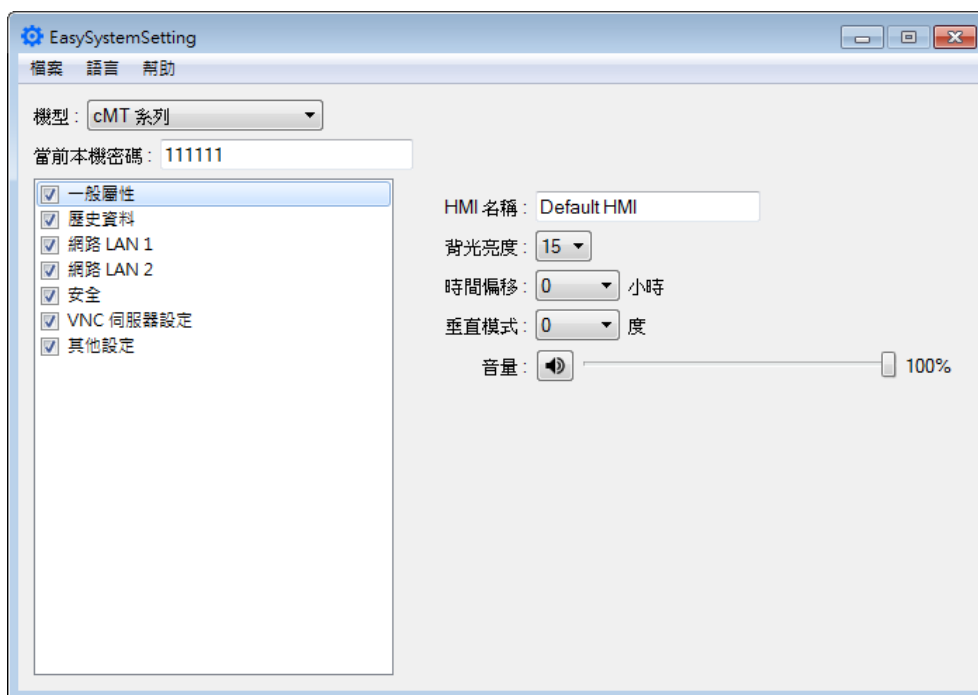 EasySystemSetting
檔案 語言 幫助
機型 : cMT 系列
當前本機密碼 : 111111
一般屬性
歷史資料
網路 LAN 1
網路 LAN 2
安全
VNC 伺服器設定
其他設定
HMI 名稱 : Default HMI
背光亮度 : 15
時間偏移 : 0 小時
垂直模式 : 0 度
音量 : 100%